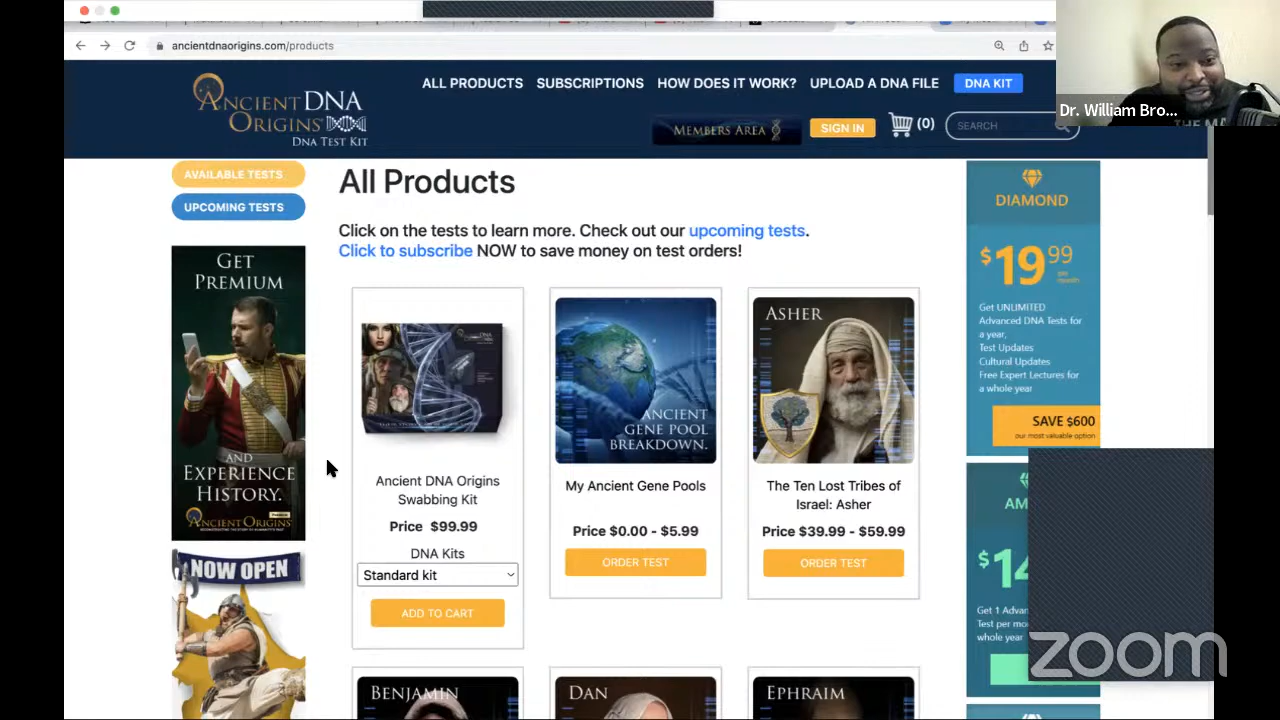 ancientdnaorigins.com/products
Dr. William Bro...
ANCIENT DNA
ORIGINS
DNA TEST KIT
ALL PRODUCTS
SUBSCRIPTIONS
HOW DOES IT WORK?
UPLOAD A DNA FILE
DNA KIT
MEMBERS AREA
SIGN IN
(0)
SEARCH
AVAILABLE TESTS
UPCOMING TESTS
GET
PREMIUM
AND
EXPERIENCE
HISTORY.
ANCIENT ORIGINS
NOW OPEN
All Products
Click on the tests to learn more. Check out our upcoming tests.
Click to subscribe NOW to save money on test orders!
Ancient DNA Origins
Swabbing Kit
Price $99.99
DNA Kits
Standard kit
ADD TO CART
ANCIENT
GENE POOL
BREAKDOWN.
My Ancient Gene Pools
Price $0.00 - $5.99
ORDER TEST
ASHER
The Ten Lost Tribes of
Israel: Asher
Price $39.99 - $59.99
ORDER TEST
BENJAMIN
DAN
EPHRAIM
DIAMOND
$19.99
per
month
Get UNLIMITED
Advanced DNA Tests for
a year,
Test Updates
Cultural Updates
Free Expert Lectures for
a whole year
SAVE $600
our most valuable option
AM
$14
Get 1 Advan
Test per mo
whole year
zoom